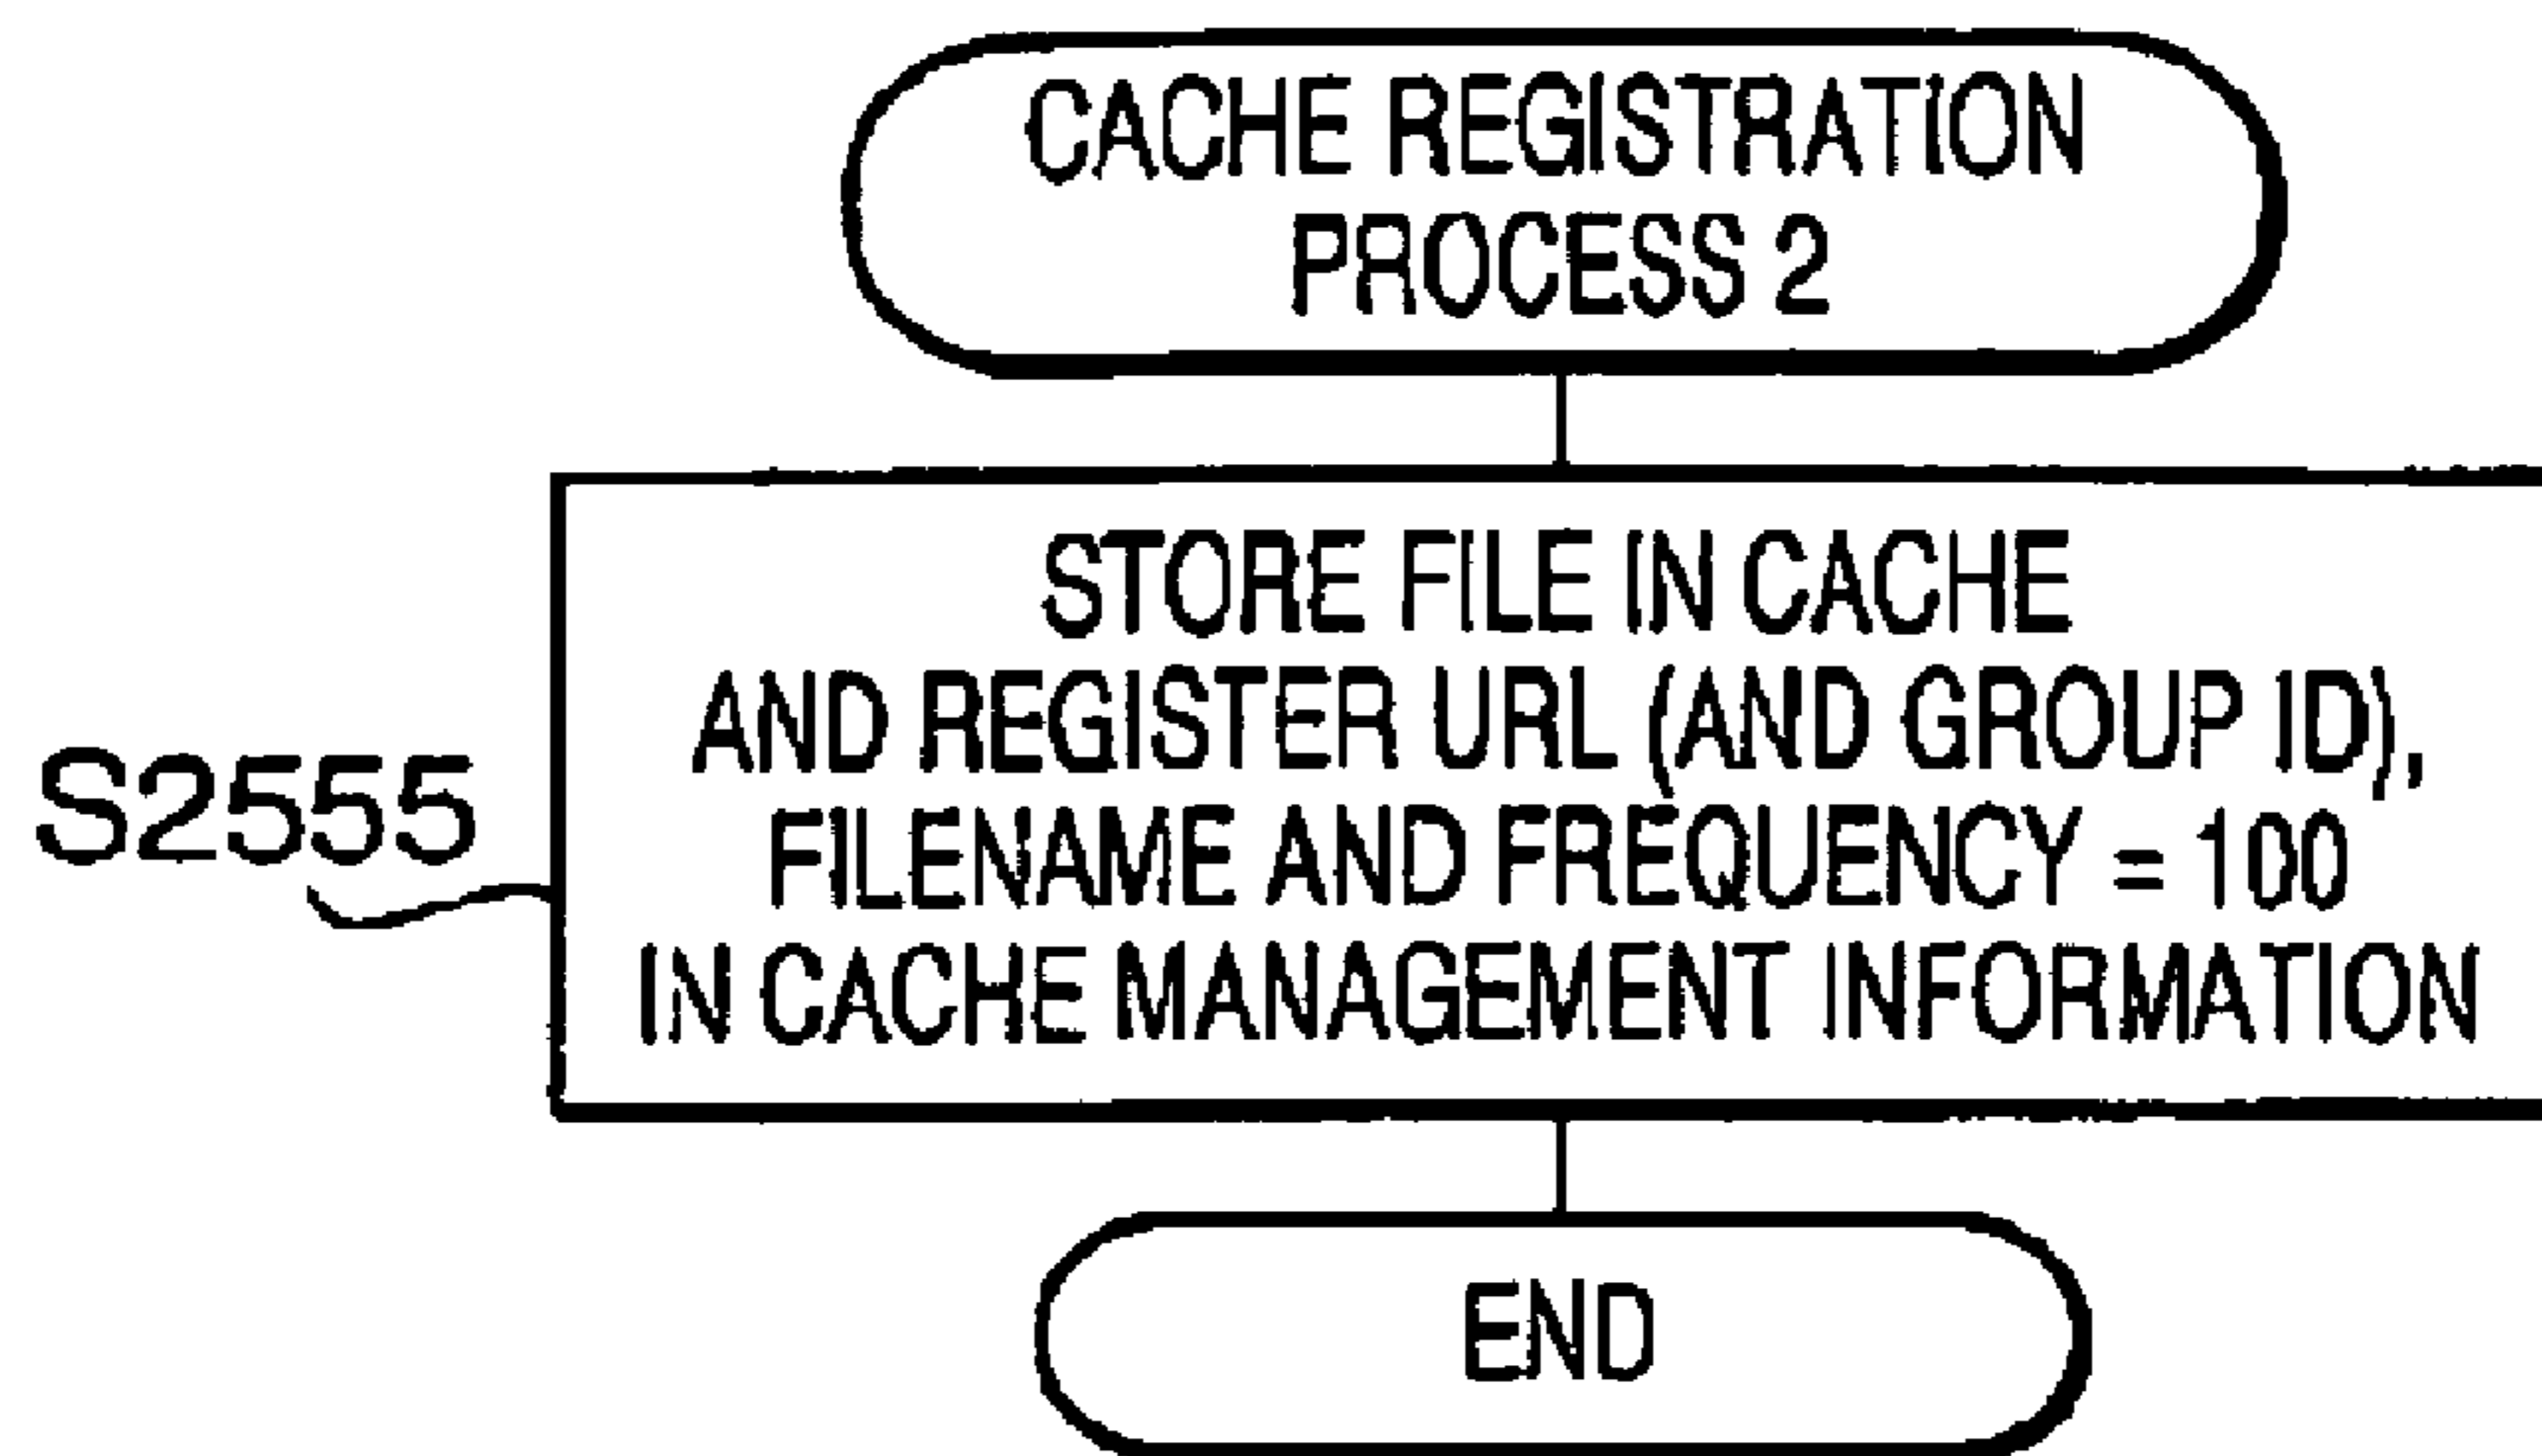 CACHE REGISTRATION
PROCESS 2
STORE FILE IN CACHE
AND REGISTER URL (AND GROUP ID),
FILENAME AND FREQUENCY = 100
IN CACHE MANAGEMENT INFORMATION
S2555
END